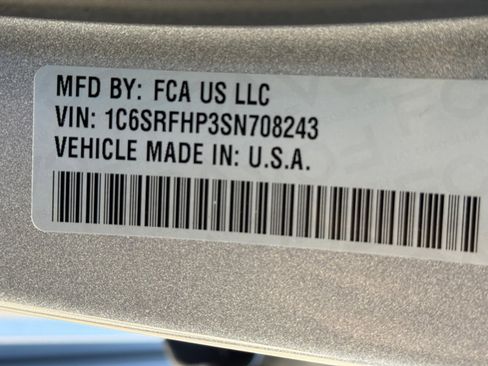 MFD BY: FCA US LLC
VIN: 1C6SRFHP3SN708243
VEHICLE MADE IN: U.S.A.